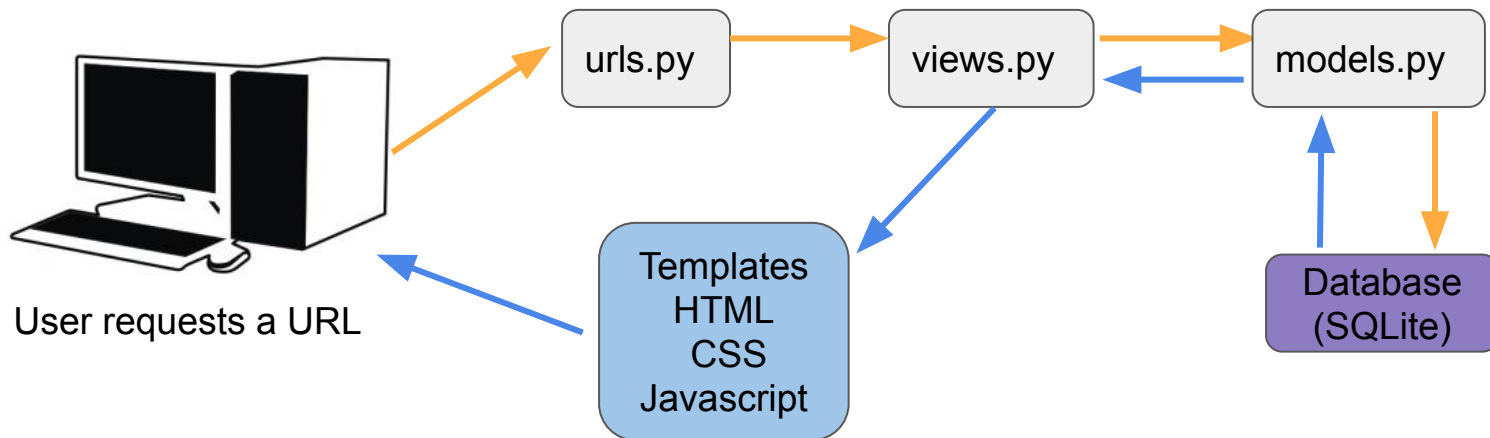 urls.py
views.py
models.py
User requests a URL
Templates
HTML
CSS
Javascript
Database
(SQLite)